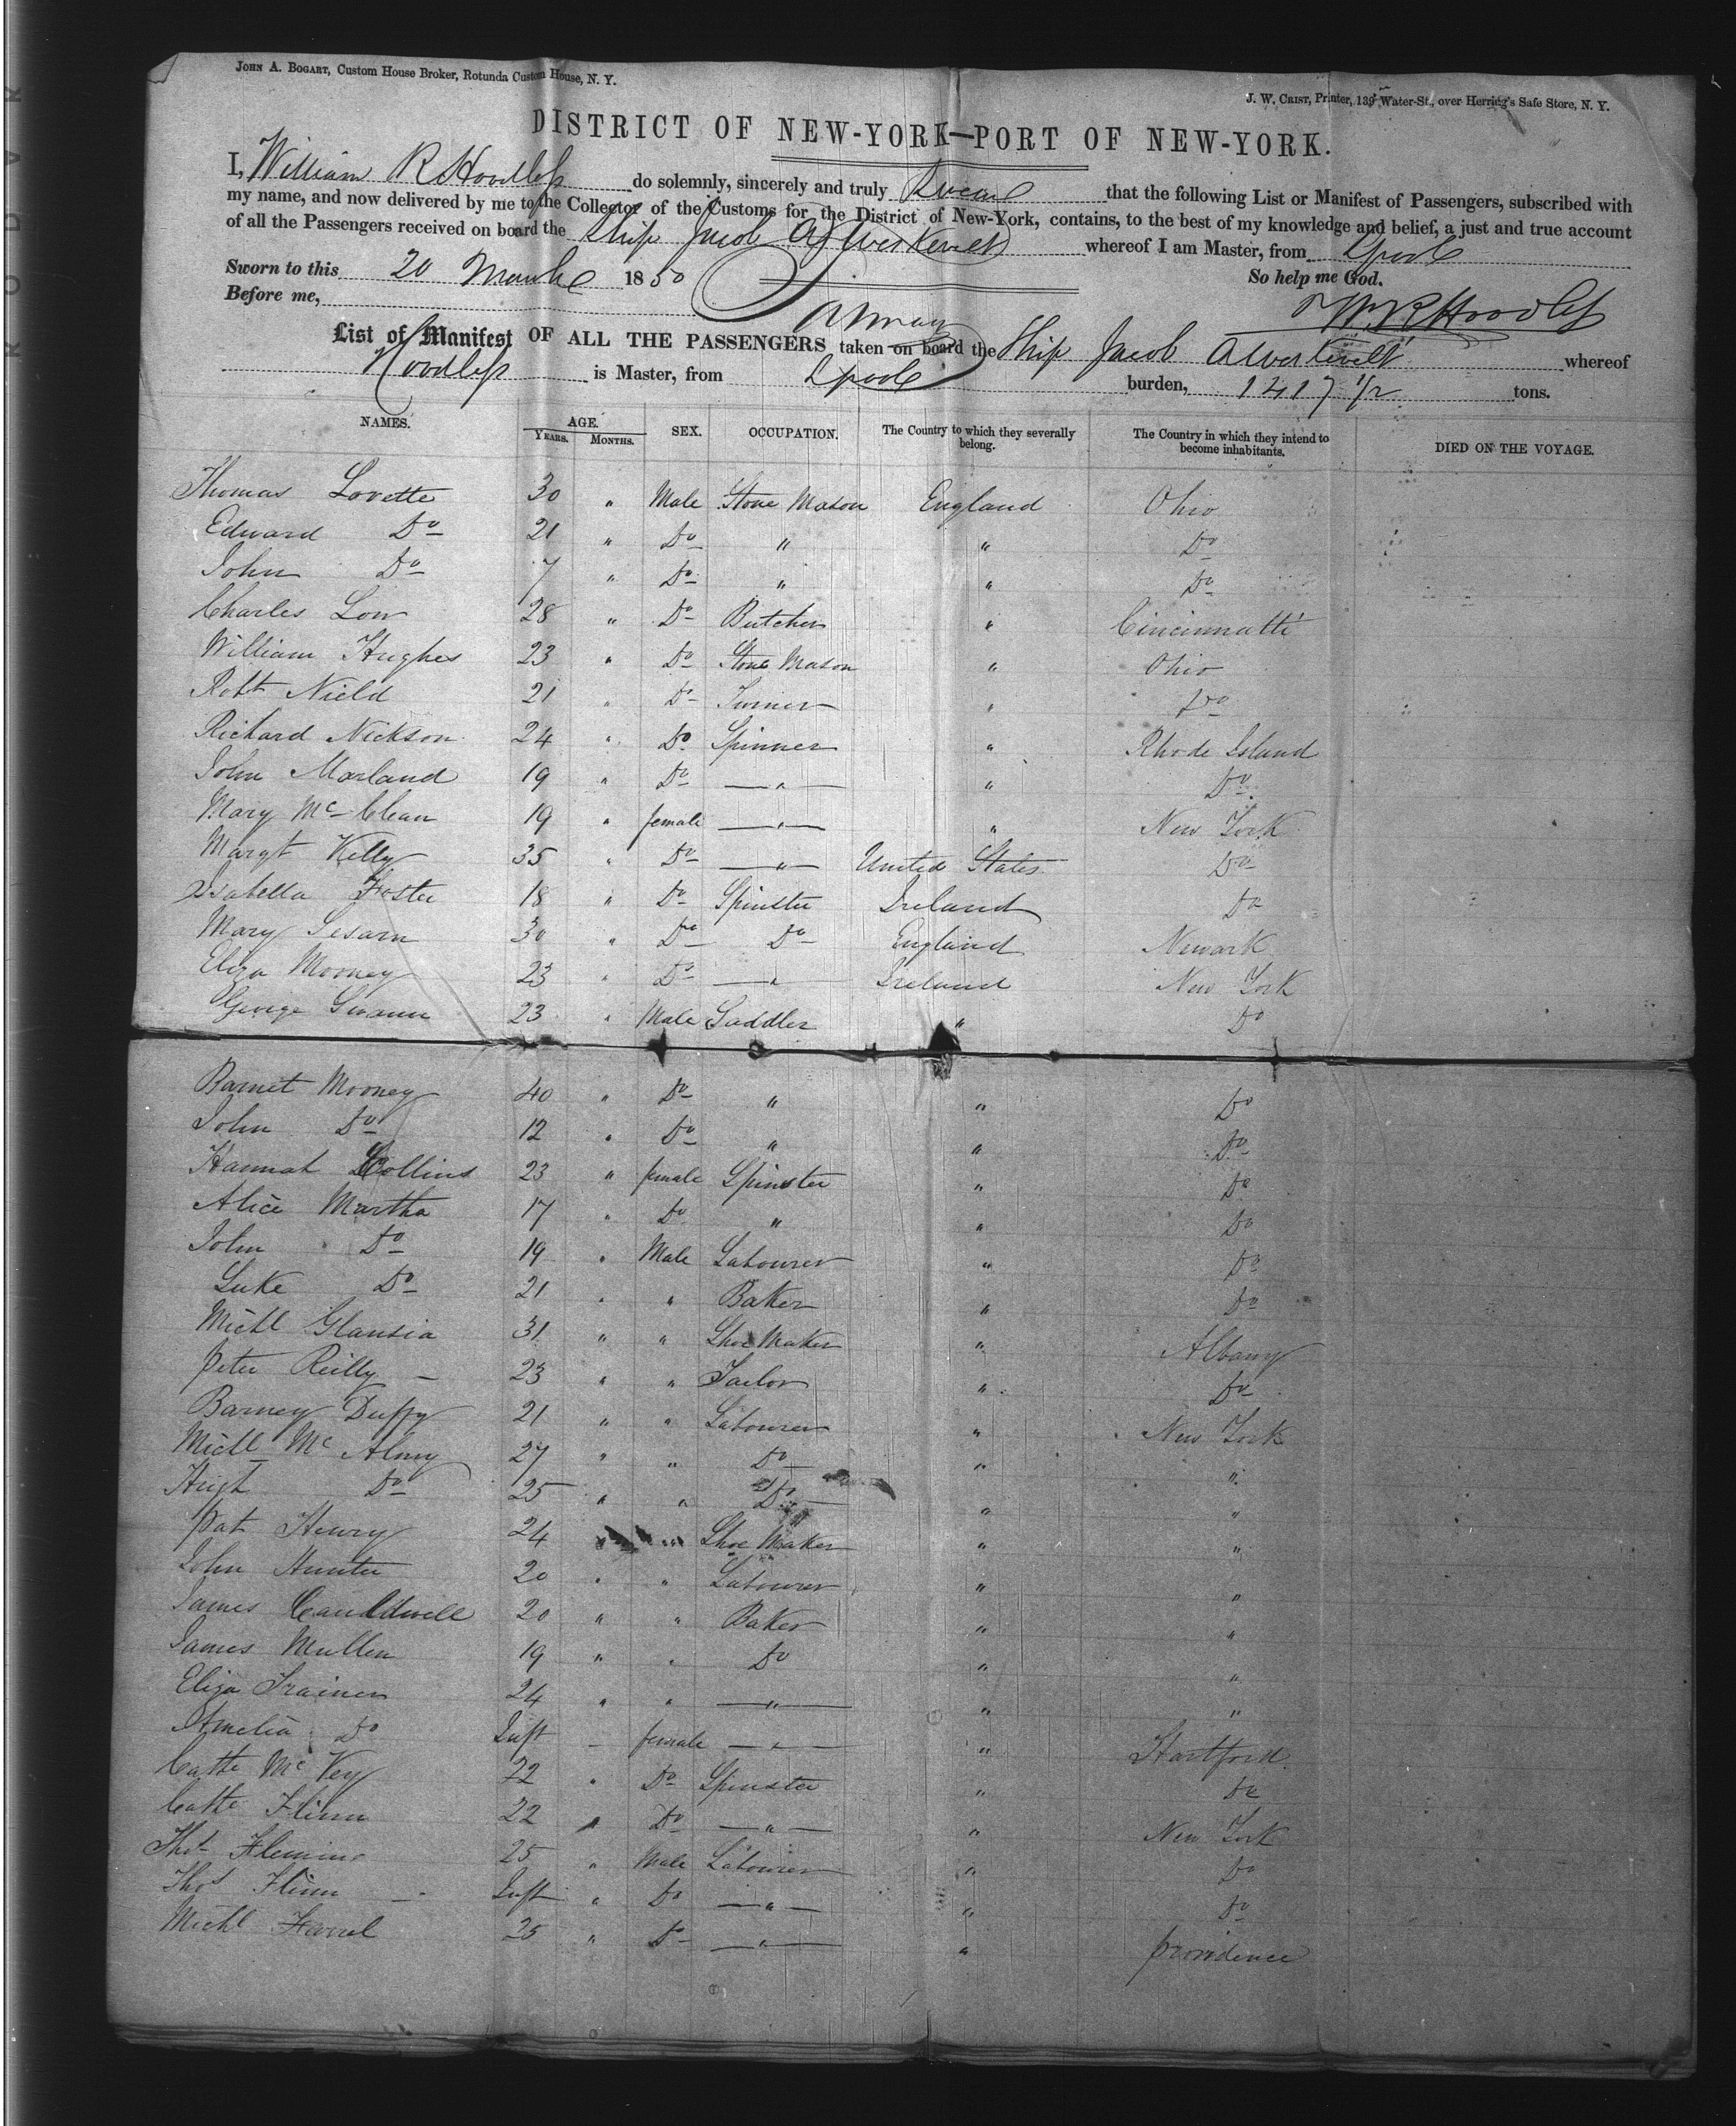 JOHN A. BOGART, Custom House Broker, Rotunda Custom House, N. Y.
J. W. CRIST, Printer, 139 Water-St., over Herring's Safe Store, N. Y.
DISTRICT OF NEW-YORK—PORT OF NEW-YORK.
I, William R Hoodless do solemnly, sincerely and truly Swear that the following List or Manifest of Passengers, subscribed with
my name, and now delivered by me to the Collector of the Customs for the District of New-York, contains, to the best of my knowledge and belief, a just and true account
of all the Passengers received on board the Ship Jacob A Westervelt whereof I am Master, from Lpool
Sworn to this 20 March 1850 So help me God.
Before me, Wm R Hoodless
List of Manifest OF ALL THE PASSENGERS taken on board the Ship Jacob A Westervelt whereof
Hoodless is Master, from Lpool burden, 1417 1/2 tons.
NAMES. AGE. YEARS. MONTHS. SEX. OCCUPATION. The Country to which they severally belong. The Country in which they intend to become inhabitants. DIED ON THE VOYAGE.
Thomas Lovette 30 " Male Stone Mason England Ohio
Edward Do 21 " Do " " Do
John Do 7 " Do " " Do
Charles Low 28 " Do Butcher " Cincinnatti
William Hughes 23 " Do Stone Mason " Ohio
Robt Nield 21 " Do Turner " Do
Richard Nickson 24 " Do Spinner " Rhode Island
John Marland 19 " Do — " — " Do
Mary Mc Clean 19 " female — " — " New York
Margt Kelly 35 " Do — " — United States Do
Isabella Foster 18 " Do Spinster Ireland Do
Mary 30 " Do Do England Newark
Eliza Mooney 23 " Do — " Ireland New York
George Swann 23 " Male Saddler " Do
Barnet Mooney 40 " Do " " Do
John Do 12 " Do " " Do
Hannah Collins 23 " female Spinster " Do
Alice Martha 17 " Do " " Do
John Do 19 " Male Labourer " Do
Luke Do 21 " " Baker " Do
Michl 31 " " Shoe Maker " Albany
Peter Reilly — 23 " " Tailor " Do
Barney Duffy 21 " " Labourer " New York
Michl Mc 27 " " Do " "
Do 25 " " Do " "
Pat Henry 24 " " Shoe Maker " "
John Hunter 20 " " Labourer " "
James Cauldwell 20 " " Baker " "
James Mullen 19 " " Do " "
Eliza Trainer 24 " " — " — " "
Amelia Do Inft — female — " — " Hartford
Cathe Mc Vey 22 " Do Spinster " Do
Cathe Flinn 22 " Do — " — " New York
Thos Fleming 25 " Male Labourer " Do
Thos Flinn — Inft " Do — " — " Do
Michl Farrel 25 " Do — " — " Providence